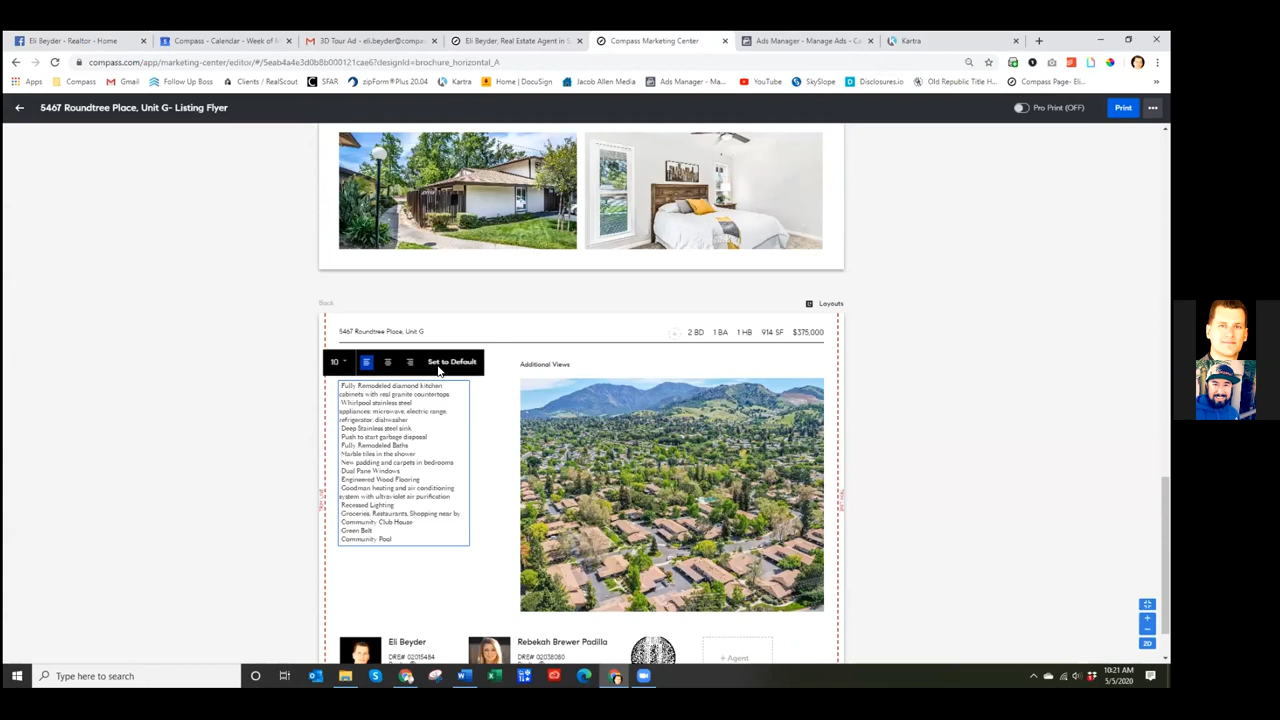 Eli Beyder - Realtor - Home
Compass - Calendar - Week of M
3D Tour Ad - eli.beyder@compa
Eli Beyder, Real Estate Agent in S
Compass Marketing Center
Ads Manager - Manage Ads - Ca
Kartra
compass.com/app/marketing-center/editor/#/5eab4a4e3d0b8b000121cae6?designId=brochure_horizontal_A
Apps
Compass
Gmail
Follow Up Boss
Clients / RealScout
SFAR
zipForm®Plus 20.04
Kartra
Home | DocuSign
Jacob Allen Media
Ads Manager - Ma...
YouTube
SkySlope
Disclosures.io
Old Republic Title H...
Compass Page- Eli...
5467 Roundtree Place, Unit G- Listing Flyer
Pro Print (OFF)
Print
Back
Layouts
5467 Roundtree Place, Unit G
2 BD 1 BA 1 HB 914 SF $375,000
10
Set to Default
Additional Views
Fully Remodeled diamond kitchen
cabinets with real granite countertops
Whirlpool stainless steel
appliances: microwave, electric range,
refrigerator, dishwasher
Deep Stainless steel sink
Push to start garbage disposal
Fully Remodeled Baths
Marble tiles in the shower
New padding and carpets in bedrooms
Dual Pane Windows
Engineered Wood Flooring
Goodman heating and air conditioning
system with ultraviolet air purification
Recessed Lighting
Groceries, Restaurants, Shopping near by
Community Club House
Green Belt
Community Pool
Eli Beyder
DRE# 02015484
Rebekah Brewer Padilla
DRE# 02038080
+ Agent
2D
Type here to search
10:21 AM
5/5/2020